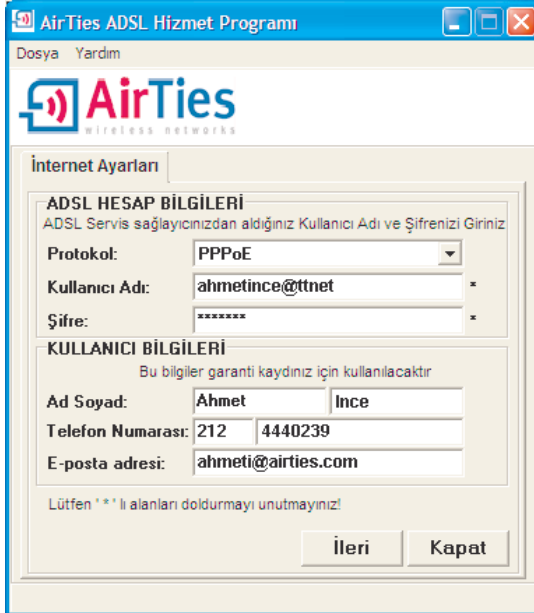 AirTies ADSL Hizmet Programı
Dosya Yardım
AirTies
wireless networks
İnternet Ayarları
ADSL HESAP BİLGİLERİ
ADSL Servis sağlayıcınızdan aldığınız Kullanıcı Adı ve Şifrenizi Giriniz
Protokol: PPPoE
Kullanıcı Adı: ahmetince@ttnet *
Şifre: ******* *
KULLANICI BİLGİLERİ
Bu bilgiler garanti kaydınız için kullanılacaktır
Ad Soyad: Ahmet Ince
Telefon Numarası: 212 4440239
E-posta adresi: ahmeti@airties.com
Lütfen ' * ' lı alanları doldurmayı unutmayınız!
İleri Kapat